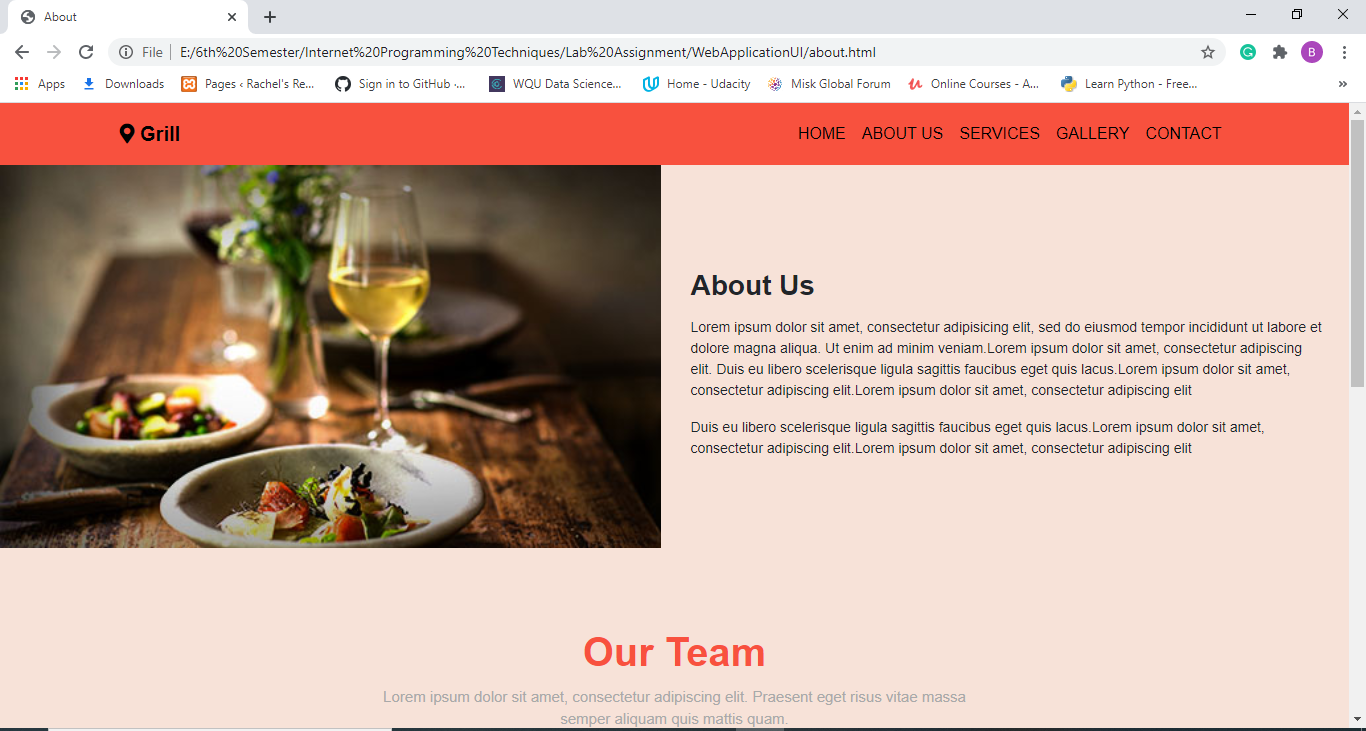 About
File
E:/6th%20Semester/Internet%20Programming%20Techniques/Lab%20Assignment/WebApplicationUI/about.html
B
Apps Downloads Pages ‹ Rachel's Re... Sign in to GitHub ·... WQU Data Science... Home - Udacity Misk Global Forum Online Courses - A... Learn Python - Free... »
Grill
HOME ABOUT US SERVICES GALLERY CONTACT
About Us
Lorem ipsum dolor sit amet, consectetur adipisicing elit, sed do eiusmod tempor incididunt ut labore et
dolore magna aliqua. Ut enim ad minim veniam.Lorem ipsum dolor sit amet, consectetur adipiscing
elit. Duis eu libero scelerisque ligula sagittis faucibus eget quis lacus.Lorem ipsum dolor sit amet,
consectetur adipiscing elit.Lorem ipsum dolor sit amet, consectetur adipiscing elit
Duis eu libero scelerisque ligula sagittis faucibus eget quis lacus.Lorem ipsum dolor sit amet,
consectetur adipiscing elit.Lorem ipsum dolor sit amet, consectetur adipiscing elit
Our Team
Lorem ipsum dolor sit amet, consectetur adipiscing elit. Praesent eget risus vitae massa
semper aliquam quis mattis quam.